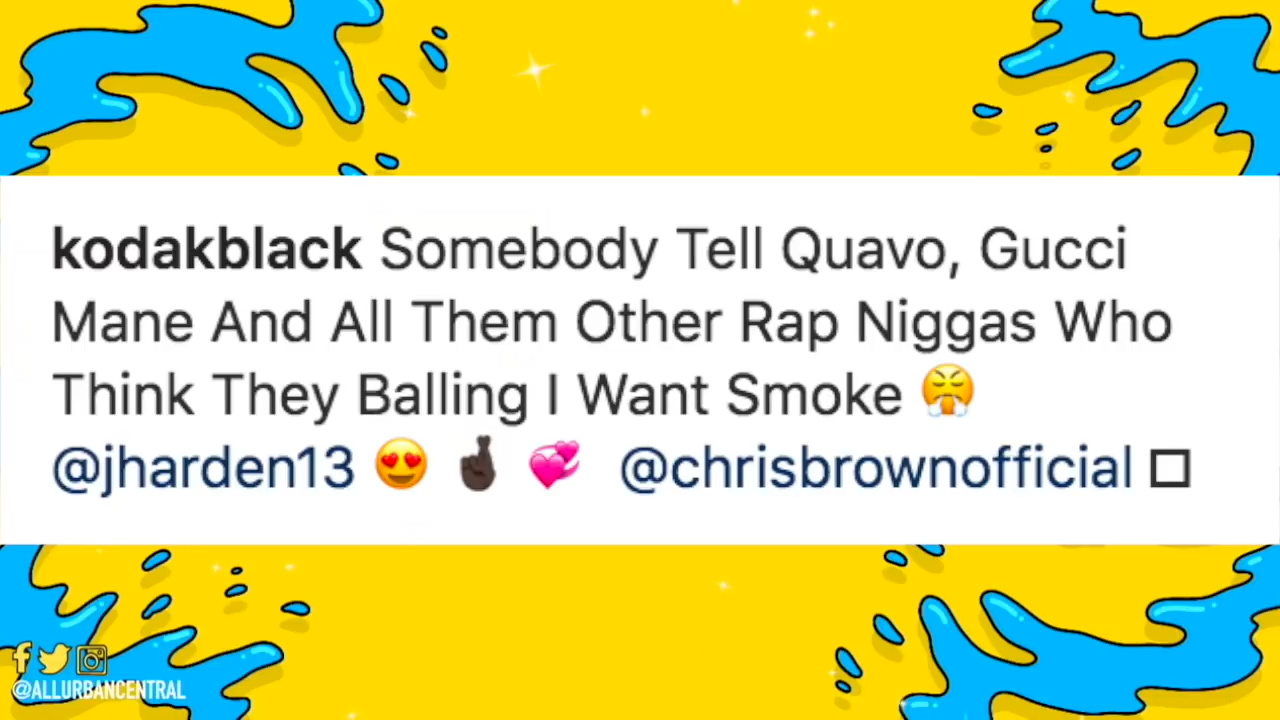 kodakblack Somebody Tell Quavo, Gucci
Mane And All Them Other Rap Niggas Who
Think They Balling I Want Smoke 😤
@jharden13 😍 🤞🏿 💞 @chrisbrownofficial □
@ALLURBANCENTRAL